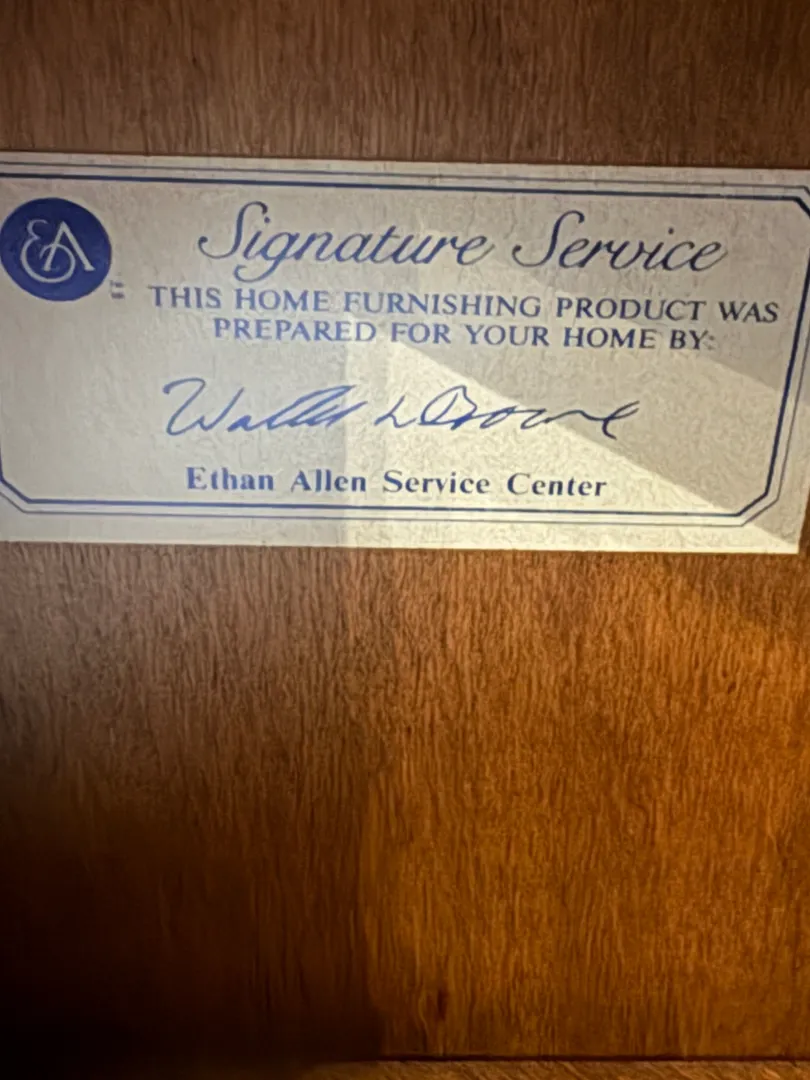 EA
Signature Service
THIS HOME FURNISHING PRODUCT WAS
PREPARED FOR YOUR HOME BY:
Ethan Allen Service Center